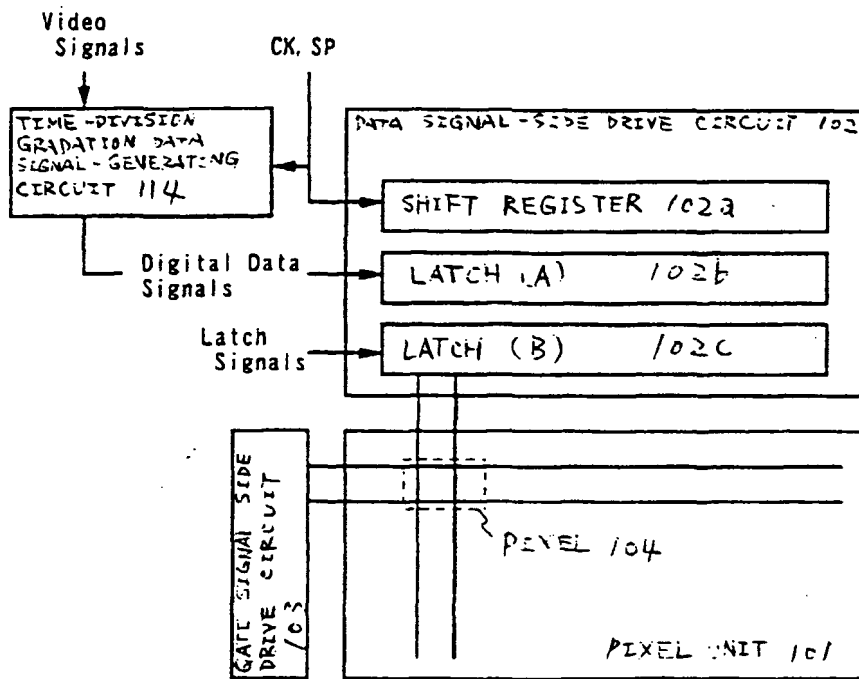 Video
Signals
CK, SP
TIME-DIVISION
GRADATION DATA
SIGNAL-GENERATING
CIRCUIT 114
DATA SIGNAL-SIDE DRIVE CIRCUIT 102
SHIFT REGISTER 102a
Digital Data
Signals
LATCH (A) 102b
Latch
Signals
LATCH (B) 102c
GATE SIGNAL SIDE
DRIVE CIRCUIT
103
PIXEL 104
PIXEL UNIT 101